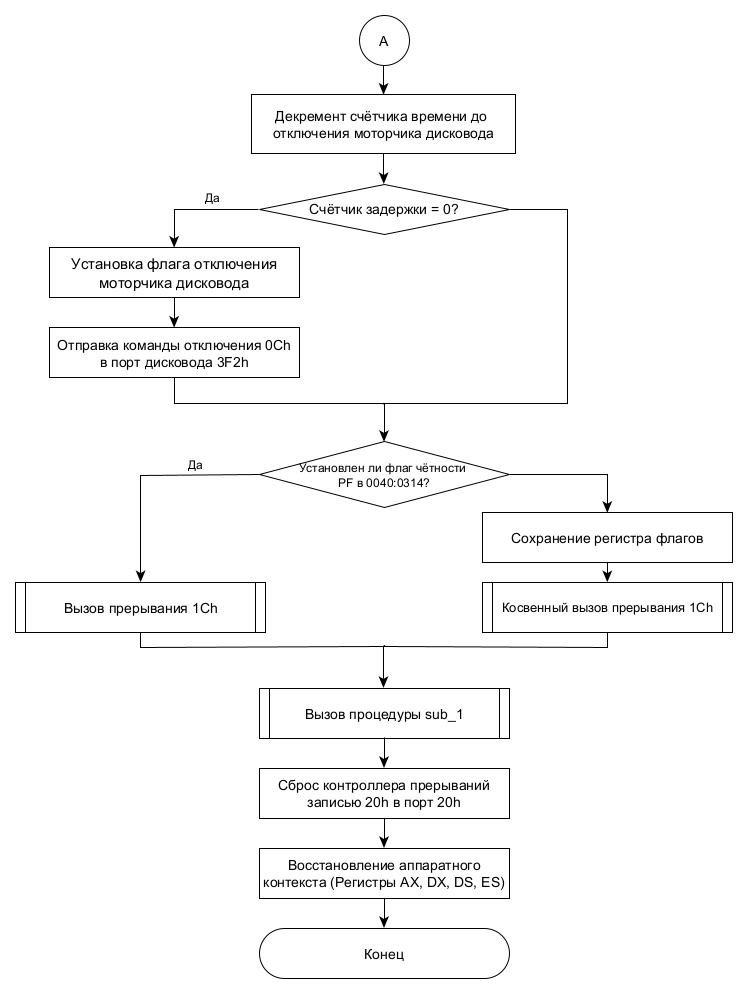 А
Декремент счётчика времени до
отключения моторчика дисковода
Да
Счётчик задержки = 0?
Установка флага отключения
моторчика дисковода
Отправка команды отключения 0Ch
в порт дисковода 3F2h
Да
Установлен ли флаг чётности
PF в 0040:0314?
Сохранение регистра флагов
Вызов прерывания 1Ch
Косвенный вызов прерывания 1Ch
Вызов процедуры sub_1
Сброс контроллера прерываний
записью 20h в порт 20h
Восстановление аппаратного
контекста (Регистры AX, DX, DS, ES)
Конец